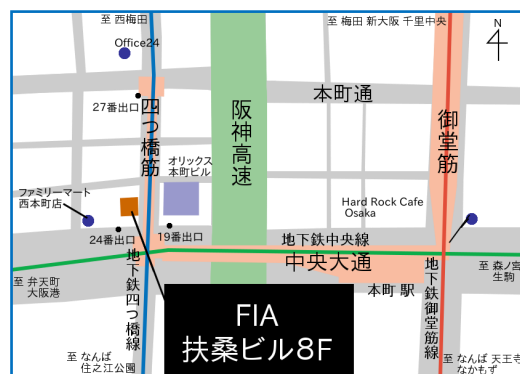 至 西梅田
至 梅田 新大阪 千里中央
N
Office24
27番出口
四つ橋筋
阪神高速
本町通
御堂筋
オリックス
本町ビル
ファミリーマート
西本町店
24番出口
19番出口
Hard Rock Cafe
Osaka
地下鉄中央線
中央大通
至 弁天町
大阪港
地下鉄四つ橋線
本町 駅
地下鉄御堂筋線
至 森ノ宮
生駒
FIA
扶桑ビル8F
至 なんば
住之江公園
至 なんば 天王寺
なかもず